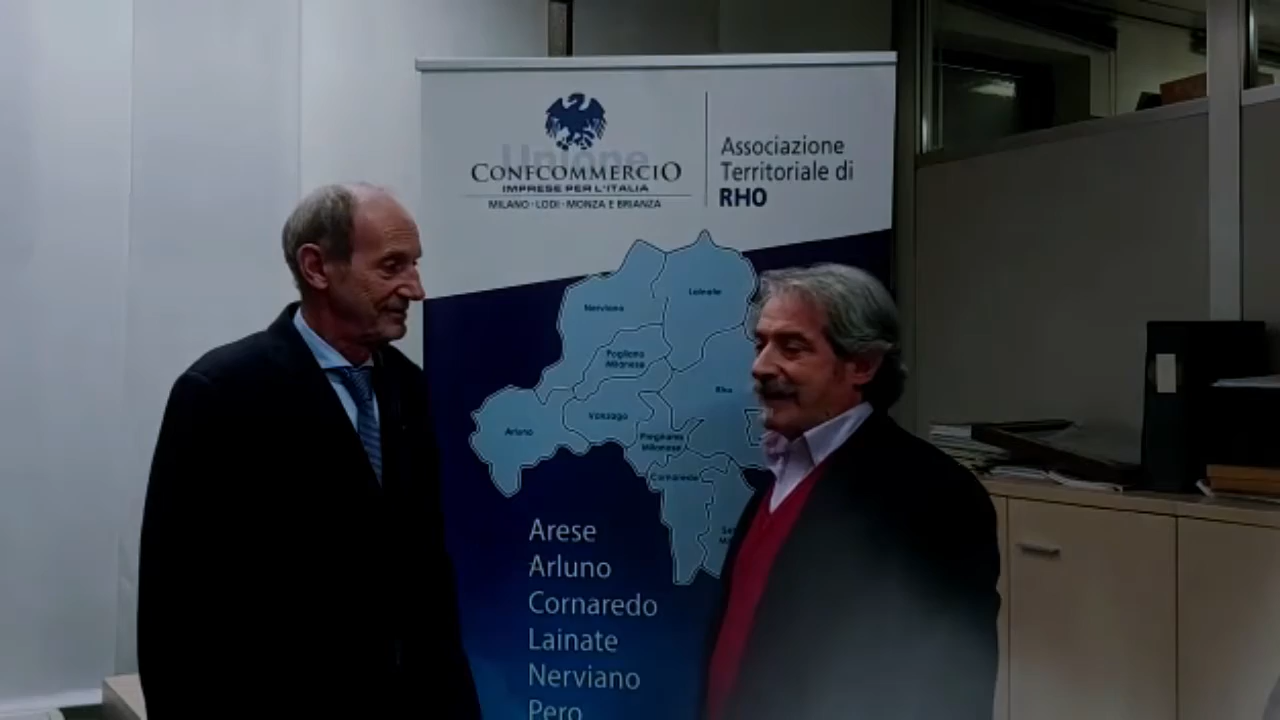 Unione
CONFCOMMERCIO
IMPRESE PER L'ITALIA
MILANO · LODI · MONZA E BRIANZA
Associazione
Territoriale di
RHO
Lainate
Nerviano
Pogliano
Milanese
Rho
Vanzago
Arluno
Pregnana
Milanese
Cornaredo
Arese
Arluno
Cornaredo
Lainate
Nerviano
Pero